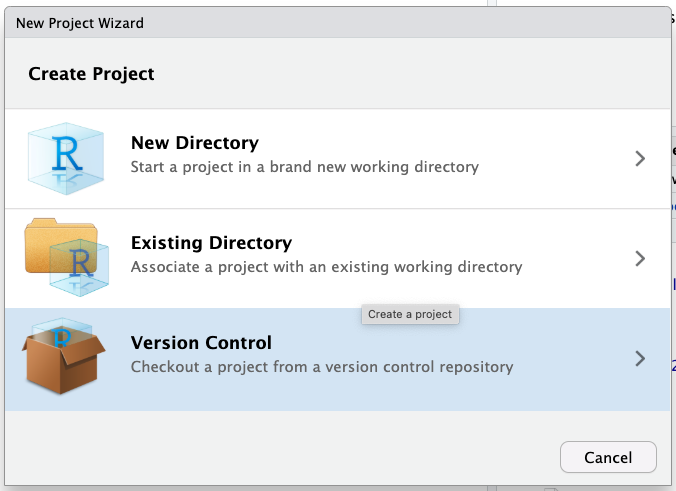 New Project Wizard
Create Project
R
New Directory
Start a project in a brand new working directory
R
Existing Directory
Associate a project with an existing working directory
Create a project
R
Version Control
Checkout a project from a version control repository
Cancel